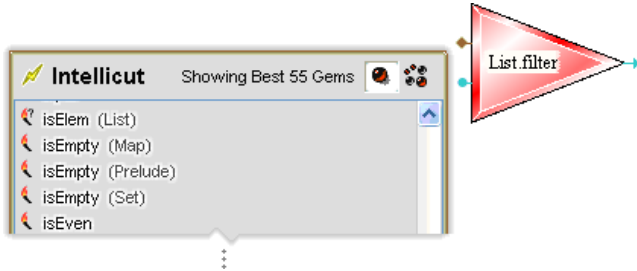 Intellicut Showing Best 55 Gems
isElem (List)
isEmpty (Map)
isEmpty (Prelude)
isEmpty (Set)
isEven
List.filter